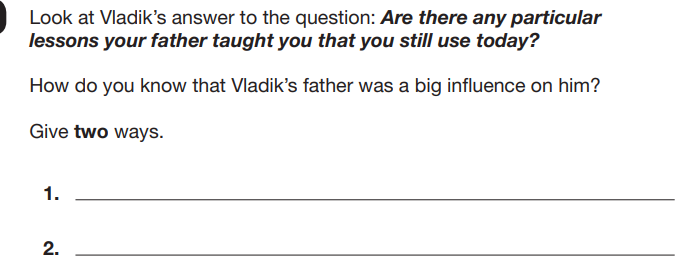 Look at Vladik’s answer to the question: Are there any particular
lessons your father taught you that you still use today?
How do you know that Vladik’s father was a big influence on him?
Give two ways.
1.
2.